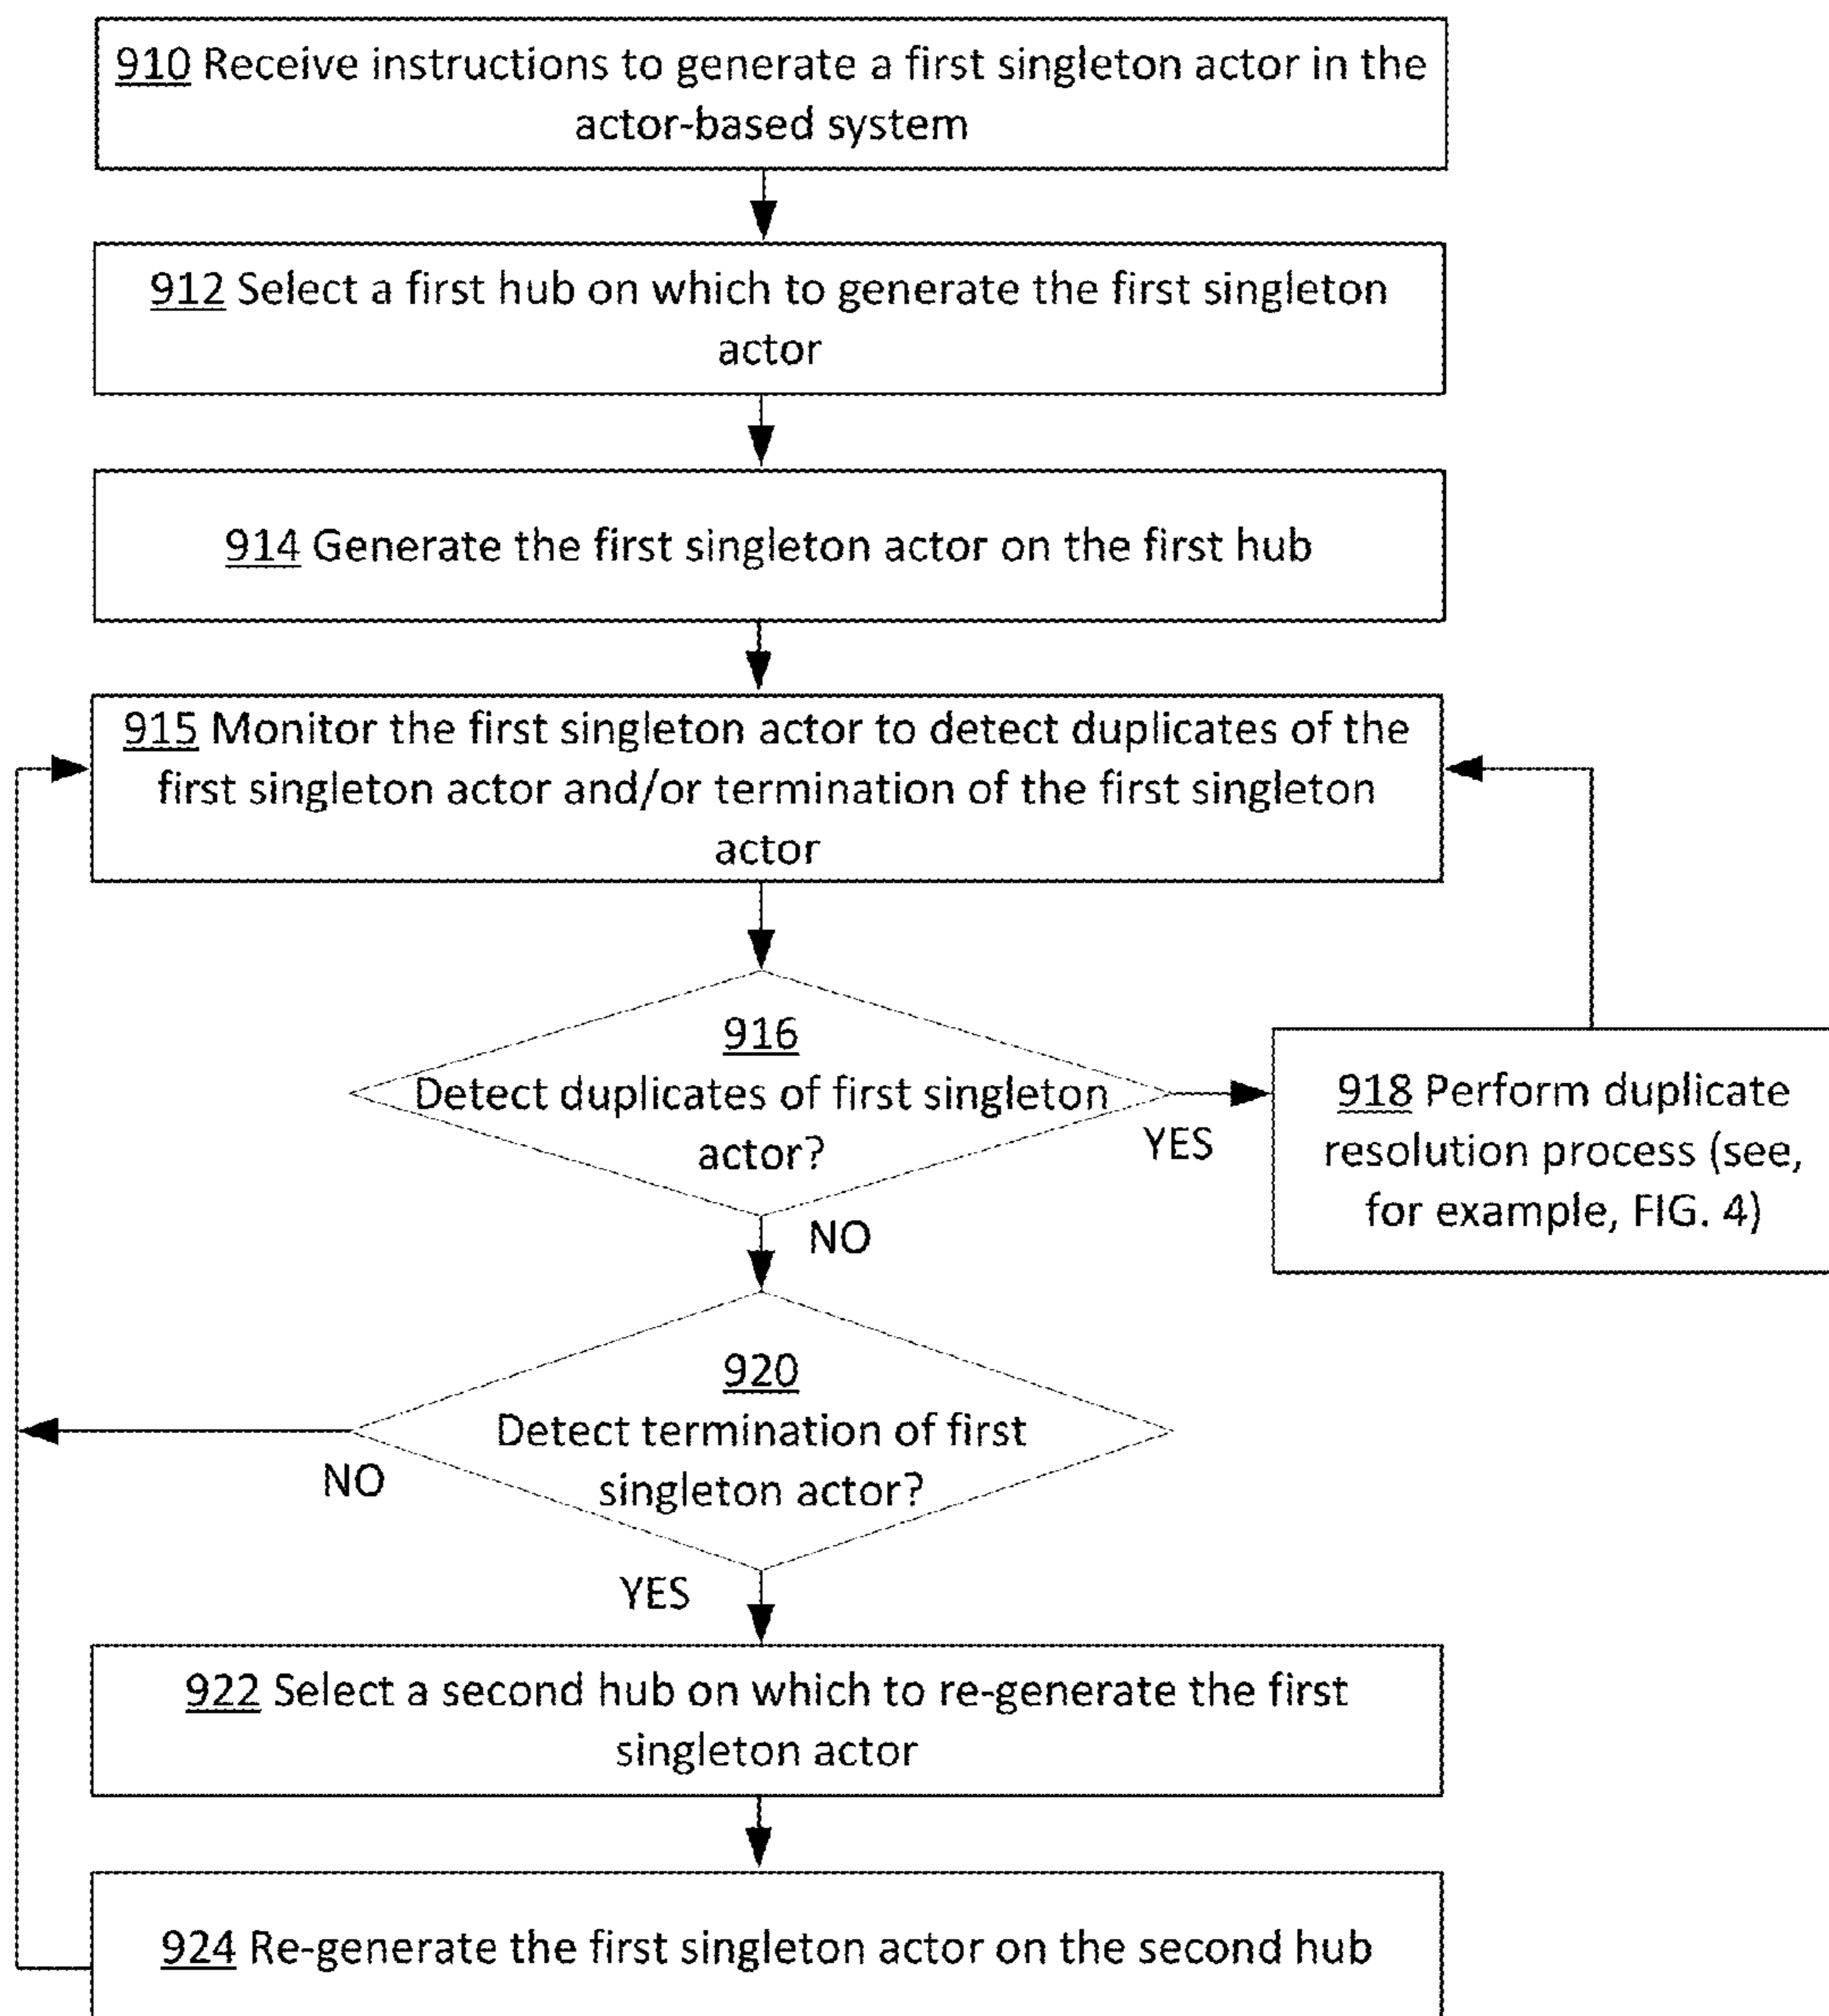 910 Receive instructions to generate a first singleton actor in the
actor-based system
912 Select a first hub on which to generate the first singleton
actor
914 Generate the first singleton actor on the first hub
915 Monitor the first singleton actor to detect duplicates of the
first singleton actor and/or termination of the first singleton
actor
916
Detect duplicates of first singleton
actor?
YES
918 Perform duplicate
resolution process (see,
for example, FIG. 4)
NO
920
Detect termination of first
singleton actor?
NO
YES
922 Select a second hub on which to re-generate the first
singleton actor
924 Re-generate the first singleton actor on the second hub